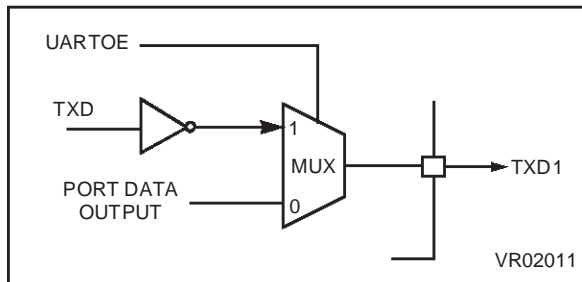 UARTOE
TXD
1
MUX
TXD1
PORT DATA
OUTPUT
0
VR02011